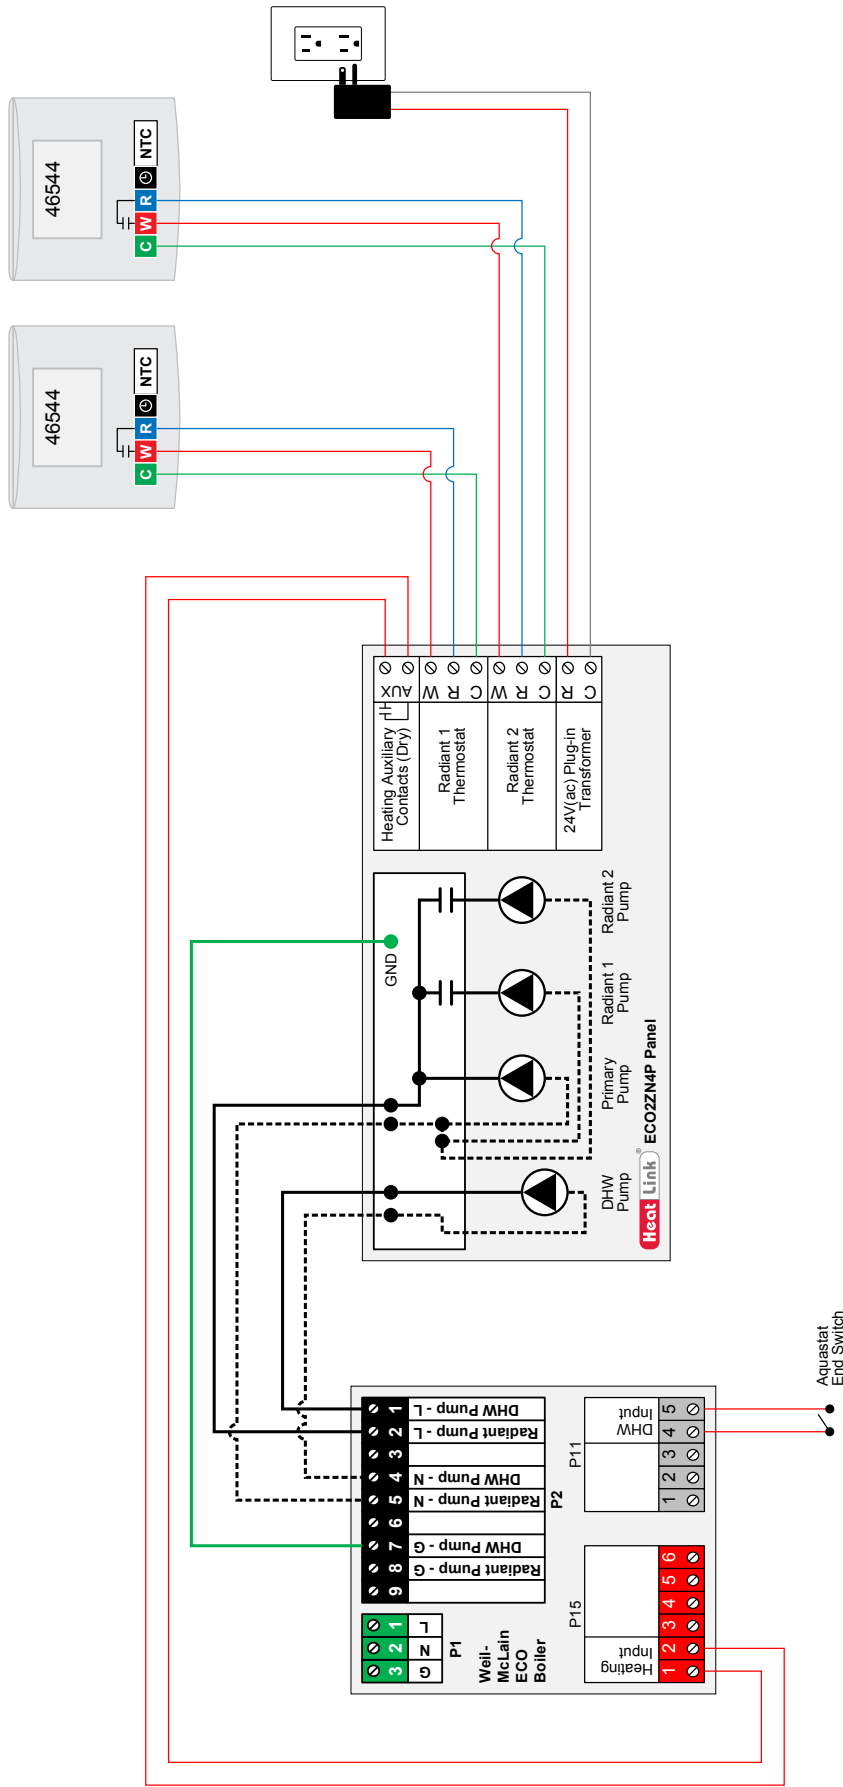 46544
C
W
R
NTC
46544
C
W
R
NTC
Heating Auxiliary
Contacts (Dry)
AUX
AUX
Radiant 1
Thermostat
W
R
C
Radiant 2
Thermostat
W
R
C
24V(ac) Plug-in
Transformer
R
C
GND
DHW
Pump
Primary
Pump
Radiant 1
Pump
Radiant 2
Pump
Heat Link® ECO2ZN4P Panel
1 DHW Pump - L
2 Radiant Pump - L
3
4 DHW Pump - N
5 Radiant Pump - N
6
7 DHW Pump - G
8 Radiant Pump - G
9
P2
1 L
2 N
3 G
P1
Weil-
McLain
ECO
Boiler
P11
DHW
Input
1 2 3 4 5
P15
Heating
Input
1 2 3 4 5 6
Aquastat
End Switch